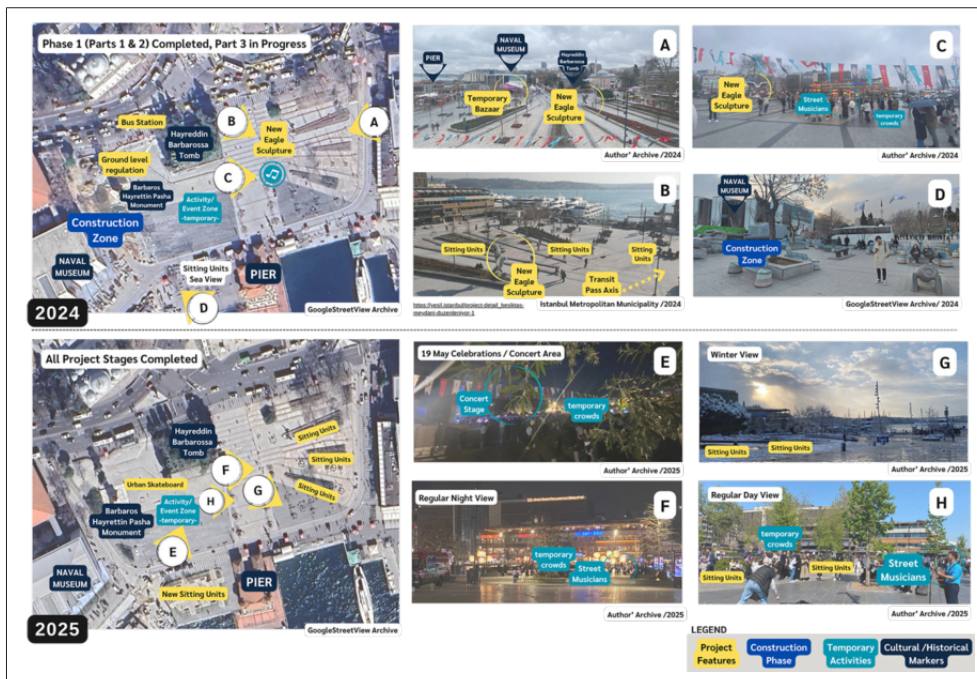 Phase 1 (Parts 1 & 2) Completed, Part 3 in Progress
Bus Station
Hayreddin
Barbarossa
Tomb
B
New
Eagle
Sculpture
A
Ground level
regulation
C
Barbaros
Hayrettin Pasha
Monument
Activity/
Event Zone
-temporary-
Construction
Zone
NAVAL
MUSEUM
Sitting Units
Sea View
PIER
D
2024
GoogleStreetView Archive
PIER
NAVAL
MUSEUM
Hayreddin
Barbarossa
Tomb
A
Temporary
Bazaar
New
Eagle
Sculpture
Author' Archive /2024
C
New
Eagle
Sculpture
Street
Musicians
temporary
crowds
Author' Archive /2024
B
Sitting Units
Sitting Units
Sitting
Units
New
Eagle
Sculpture
Transit
Pass Axis
Istanbul Metropolitan Municipality /2024
NAVAL
MUSEUM
D
Construction
Zone
GoogleStreetView Archive/ 2024
All Project Stages Completed
Hayreddin
Barbarossa
Tomb
Sitting Units
Sitting Units
Sitting Units
F
G
H
Urban Skateboard
Activity/
Event Zone
-temporary-
Barbaros
Hayrettin Pasha
Monument
E
NAVAL
MUSEUM
PIER
New Sitting Units
2025
GoogleStreetView Archive
19 May Celebrations / Concert Area
E
Concert
Stage
temporary
crowds
Author' Archive /2025
Winter View
G
Sitting Units
Sitting Units
Author' Archive /2025
Regular Night View
F
temporary
crowds
Street
Musicians
Author' Archive /2025
Regular Day View
H
temporary
crowds
Sitting Units
Sitting Units
Street
Musicians
Author' Archive /2025
LEGEND
Project
Features
Construction
Phase
Temporary
Activities
Cultural /Historical
Markers